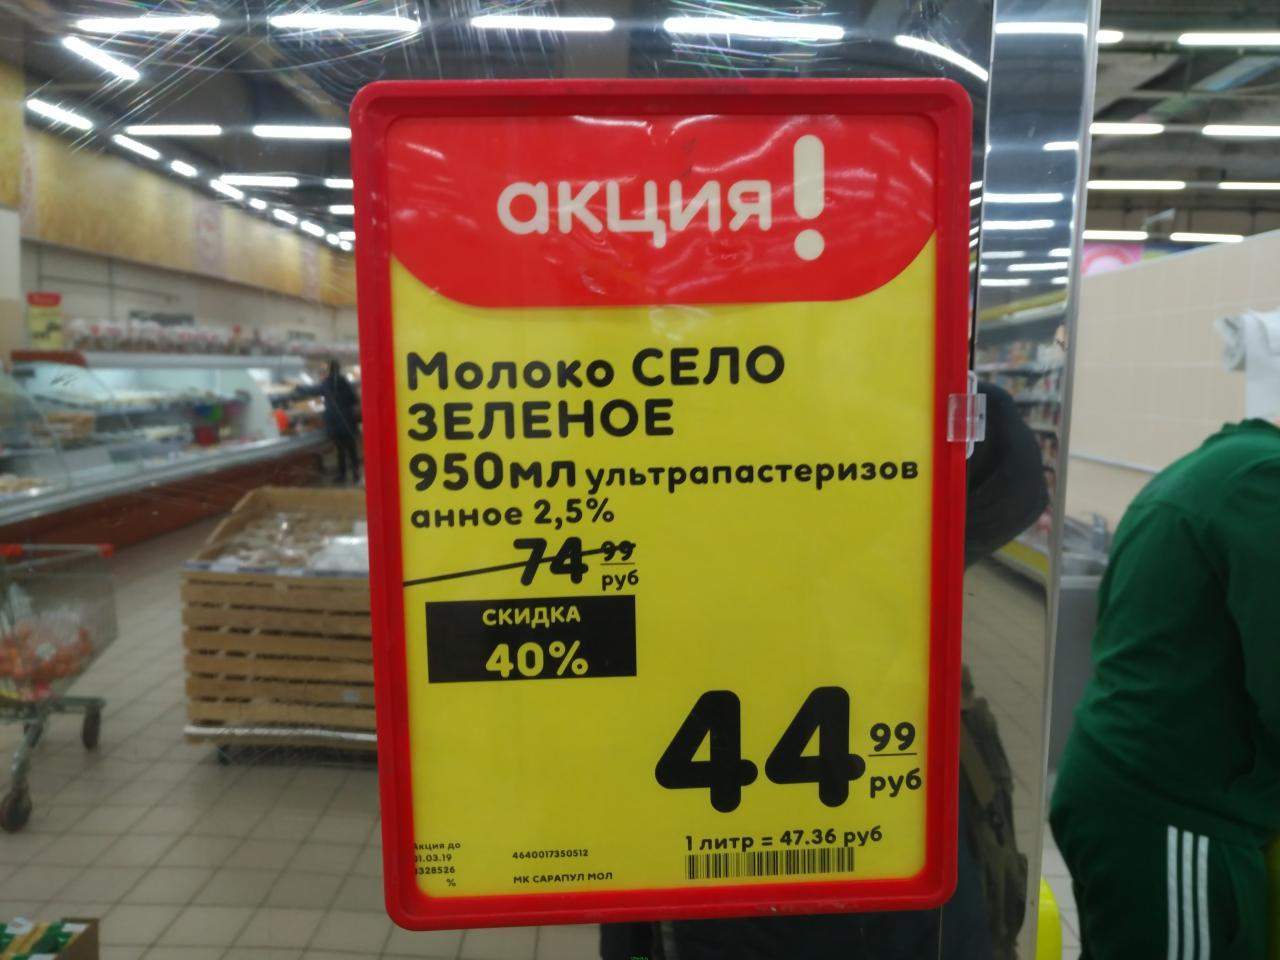 акция!
Молоко СЕЛО
ЗЕЛЕНОЕ
950мл ультрапастеризов
анное 2,5%
74 99
руб
СКИДКА
40%
44 99
руб
1 литр = 47.36 руб
Акция до
01.03.19
4640017350512
МК САРАПУЛ МОЛ
%